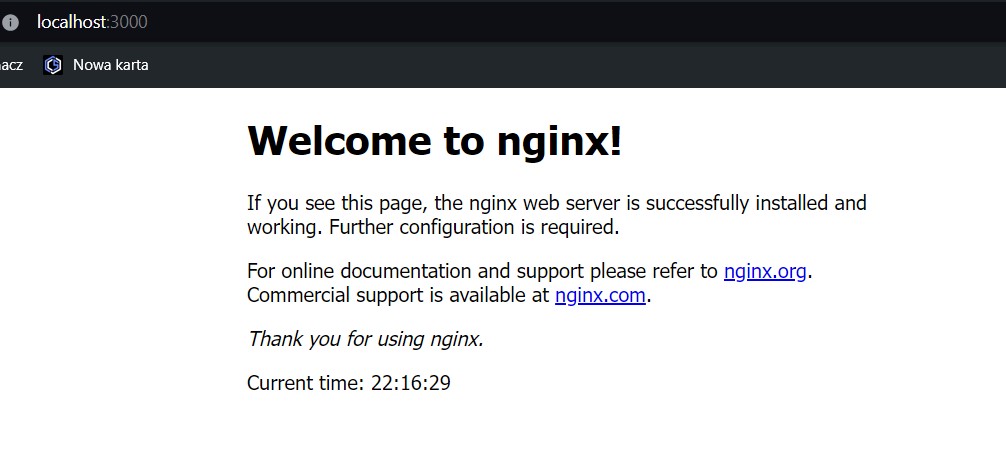 localhost:3000
acz Nowa karta
Welcome to nginx!
If you see this page, the nginx web server is successfully installed and
working. Further configuration is required.
For online documentation and support please refer to nginx.org.
Commercial support is available at nginx.com.
Thank you for using nginx.
Current time: 22:16:29